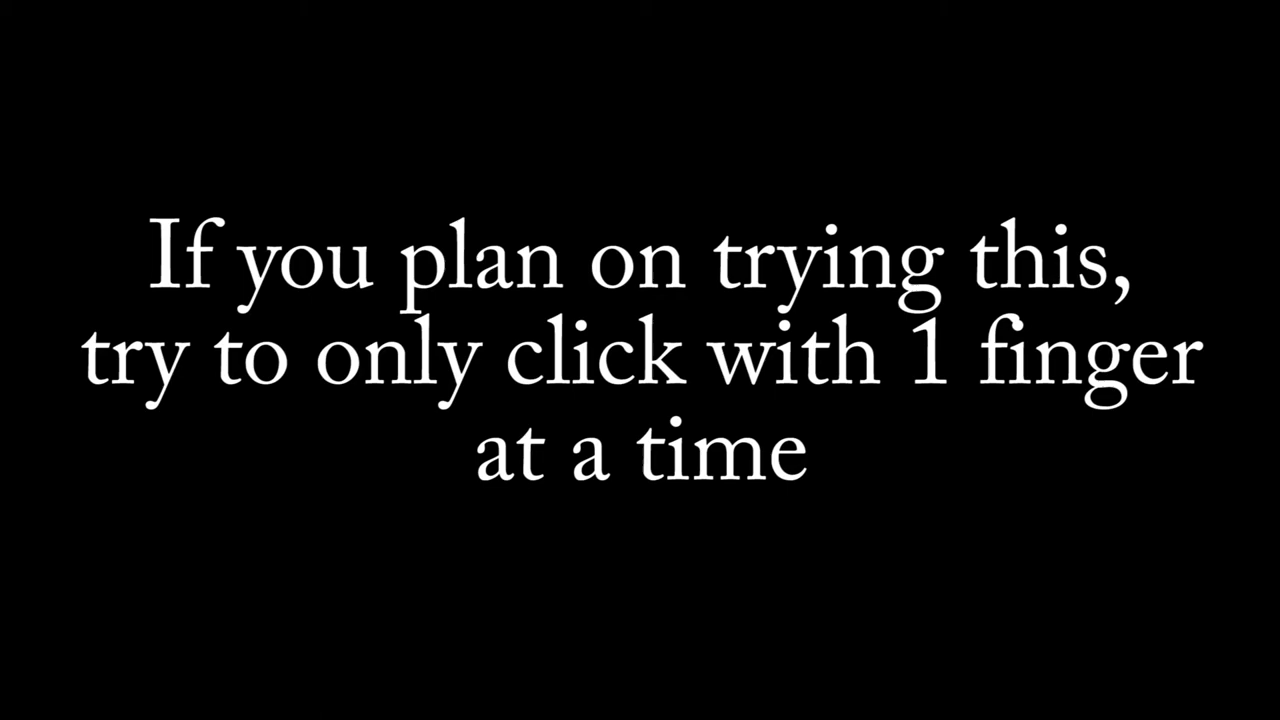 If you plan on trying this,
try to only click with 1 finger
at a time